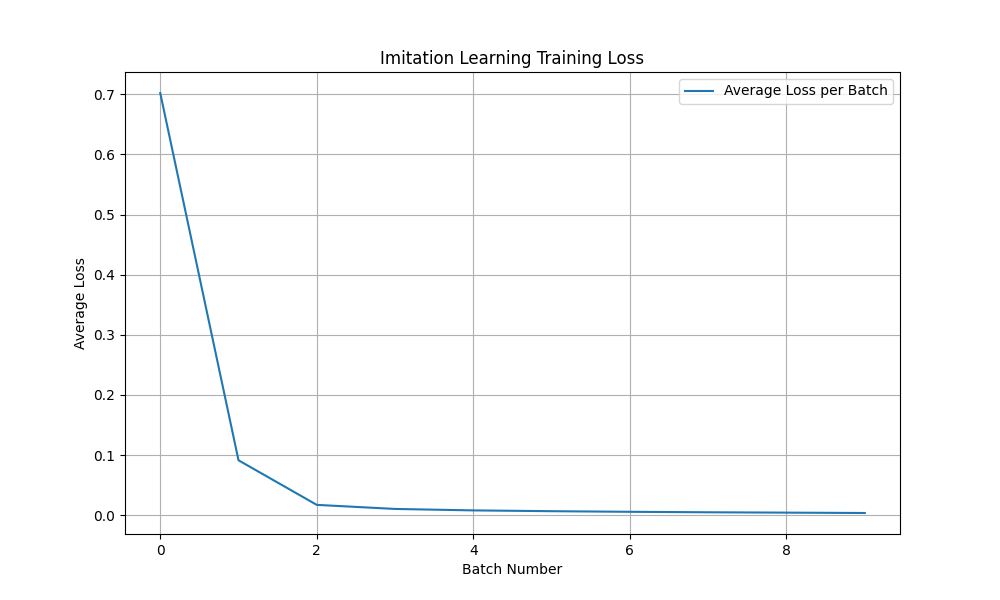 Imitation Learning Training Loss
Average Loss per Batch
0.7
0.6
0.5
0.4
0.3
0.2
0.1
0.0
Average Loss
0 2 4 6 8
Batch Number